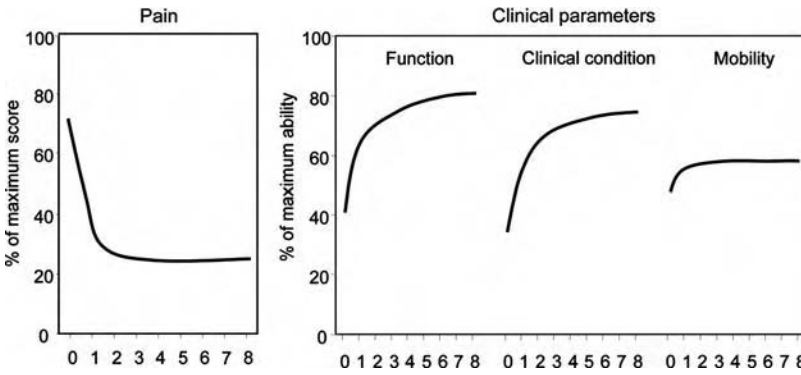 Pain
% of maximum score
100
80
60
40
20
0
0 1 2 3 4 5 6 7 8
Clinical parameters
% of maximum ability
100
80
60
40
20
0
Function
Clinical condition
Mobility
0 1 2 3 4 5 6 7 8
0 1 2 3 4 5 6 7 8
0 1 2 3 4 5 6 7 8